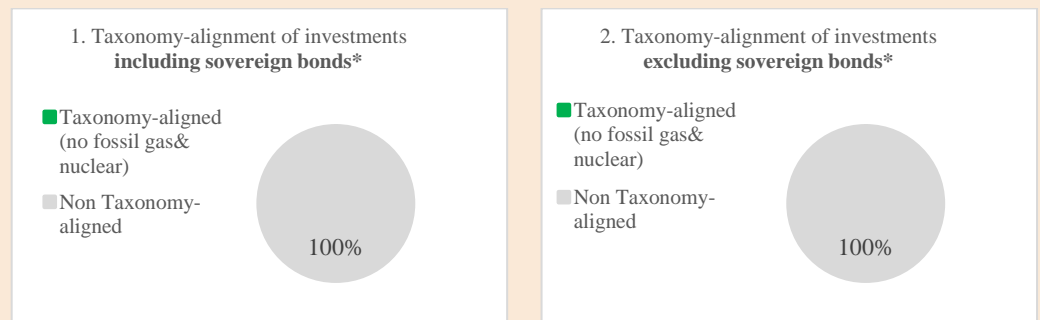 1. Taxonomy-alignment of investments
including sovereign bonds*
Taxonomy-aligned
(no fossil gas&
nuclear)
Non Taxonomy-
aligned
100%
2. Taxonomy-alignment of investments
excluding sovereign bonds*
Taxonomy-aligned
(no fossil gas&
nuclear)
Non Taxonomy-
aligned
100%